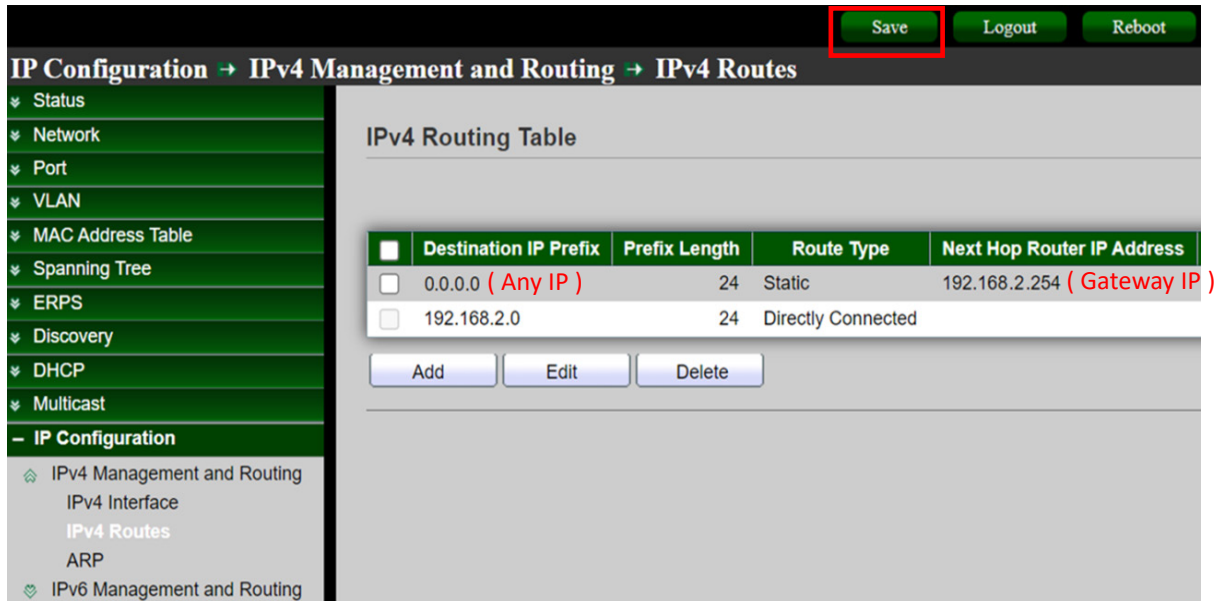 Save Logout Reboot
IP Configuration → IPv4 Management and Routing → IPv4 Routes
Status
Network
Port
VLAN
MAC Address Table
Spanning Tree
ERPS
Discovery
DHCP
Multicast
IP Configuration
IPv4 Management and Routing
IPv4 Interface
IPv4 Routes
ARP
IPv6 Management and Routing
IPv4 Routing Table
Destination IP Prefix Prefix Length Route Type Next Hop Router IP Address
0.0.0.0 ( Any IP ) 24 Static 192.168.2.254 ( Gateway IP )
192.168.2.0 24 Directly Connected
Add Edit Delete